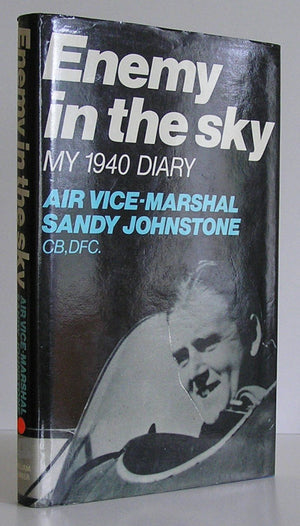 Enemy
in the sky
MY 1940 DIARY
AIR VICE-MARSHAL
SANDY JOHNSTONE
CB, DFC.
Enemy in the sky
AIR VICE-MARSHAL